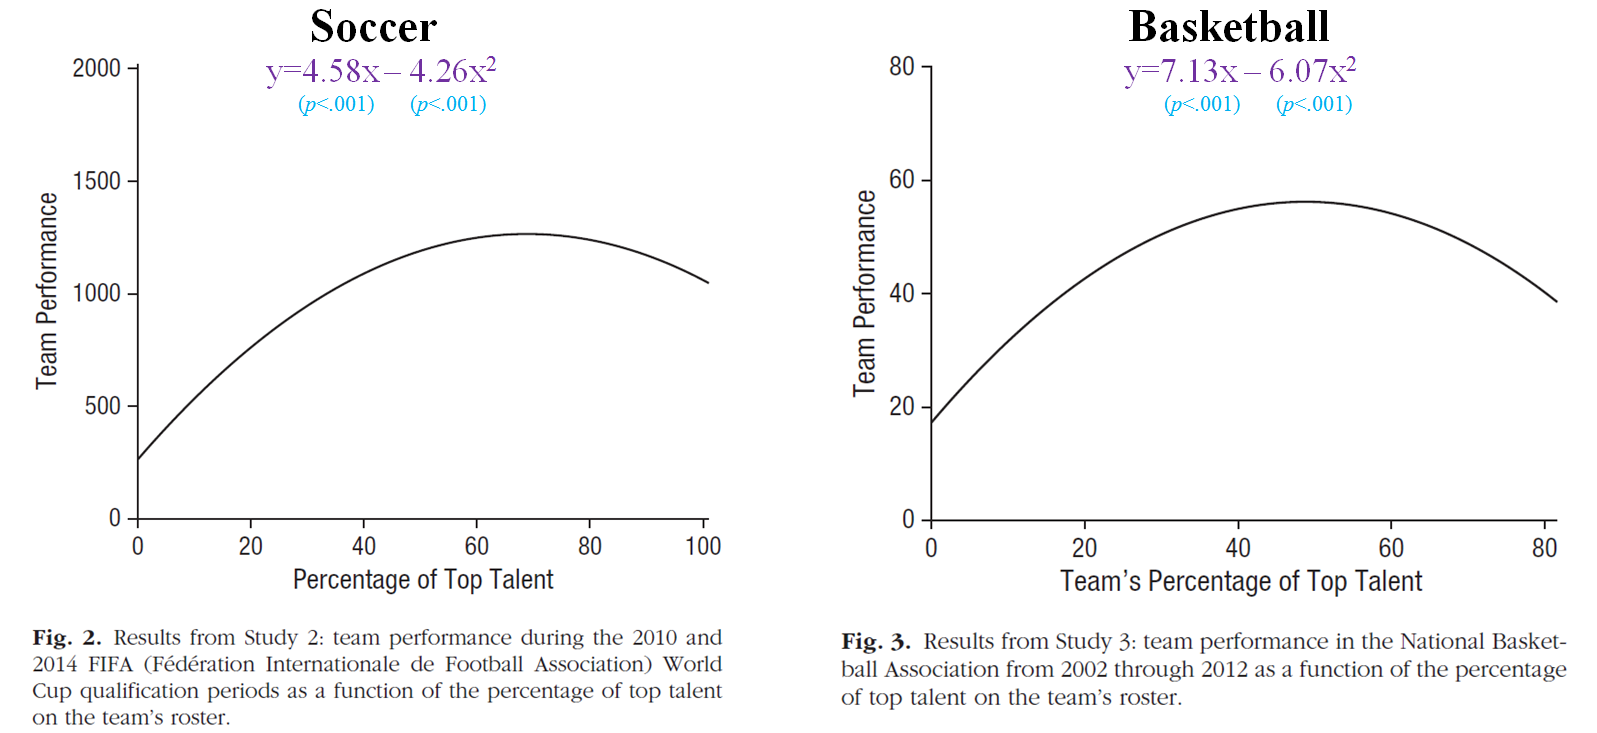 Soccer
y=4.58x – 4.26x²
(p<.001) (p<.001)
2000
1500
1000
500
0
Team Performance
0 20 40 60 80 100
Percentage of Top Talent
Fig. 2. Results from Study 2: team performance during the 2010 and
2014 FIFA (Fédération Internationale de Football Association) World
Cup qualification periods as a function of the percentage of top talent
on the team's roster.
Basketball
y=7.13x – 6.07x²
(p<.001) (p<.001)
80
60
40
20
0
Team Performance
0 20 40 60 80
Team's Percentage of Top Talent
Fig. 3. Results from Study 3: team performance in the National Basket-
ball Association from 2002 through 2012 as a function of the percentage
of top talent on the team's roster.